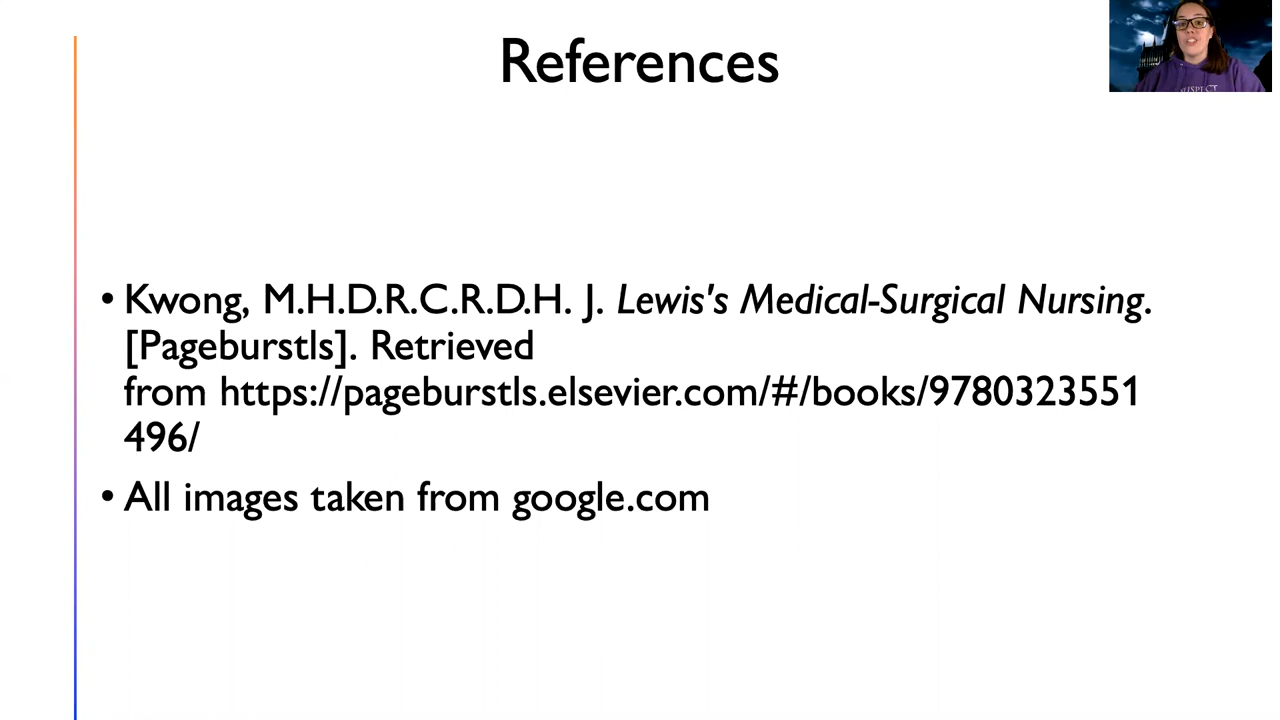 References
• Kwong, M.H.D.R.C.R.D.H. J. Lewis's Medical-Surgical Nursing.
[Pageburstls]. Retrieved
from https://pageburstls.elsevier.com/#/books/9780323551
496/
• All images taken from google.com